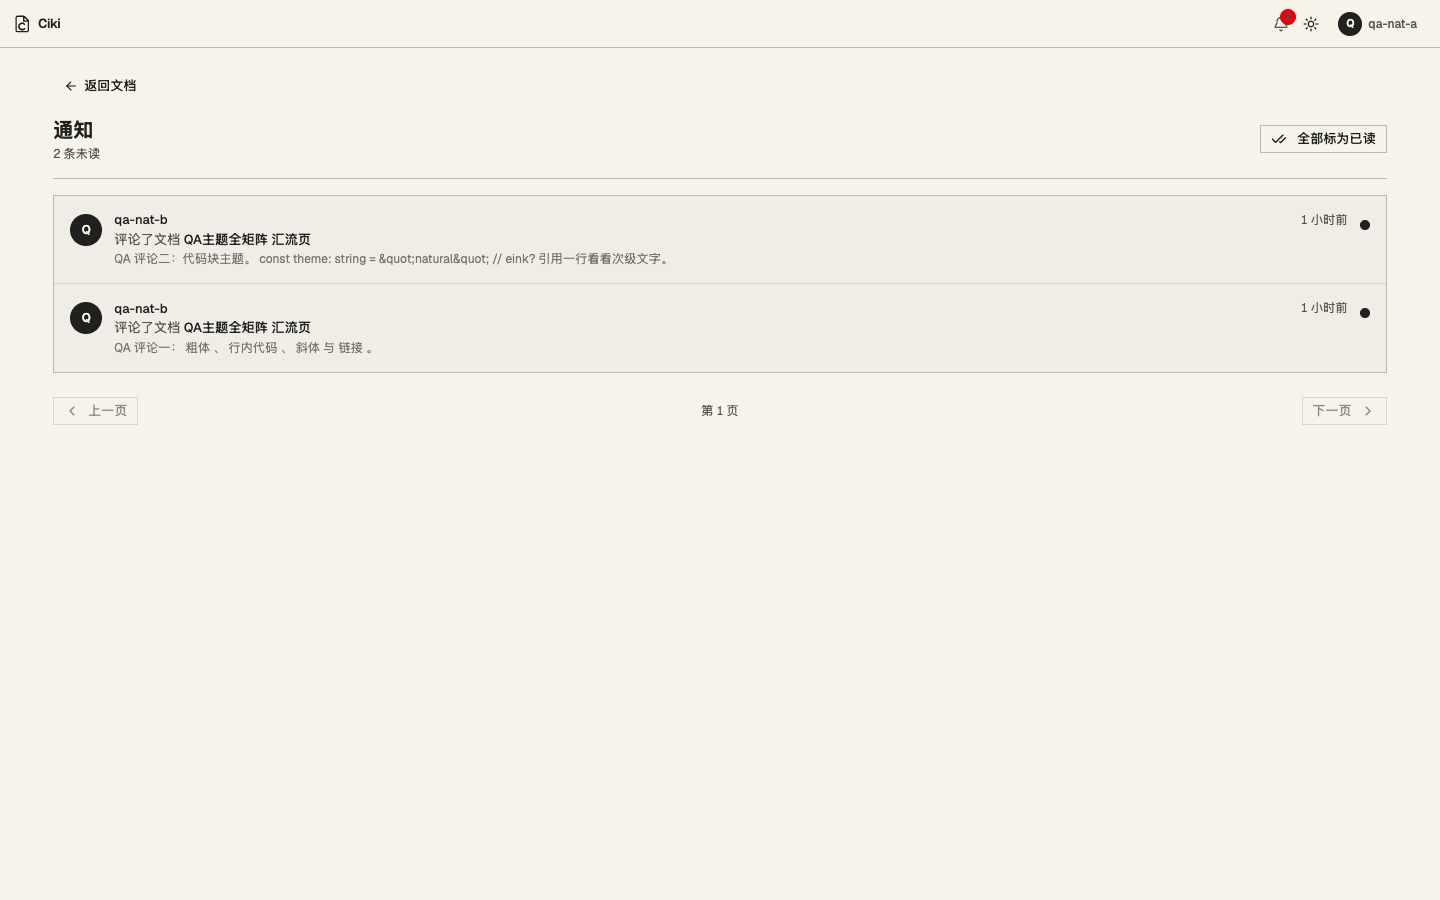 Ciki
Q qa-nat-a
返回文档
通知
2 条未读
全部标为已读
Q
qa-nat-b
1 小时前
评论了文档 QA主题全矩阵 汇流页
QA 评论二：代码块主题。 const theme: string = &quot;natural&quot; // eink? 引用一行看看次级文字。
Q
qa-nat-b
1 小时前
评论了文档 QA主题全矩阵 汇流页
QA 评论一： 粗体 、 行内代码 、 斜体 与 链接 。
上一页
第 1 页
下一页